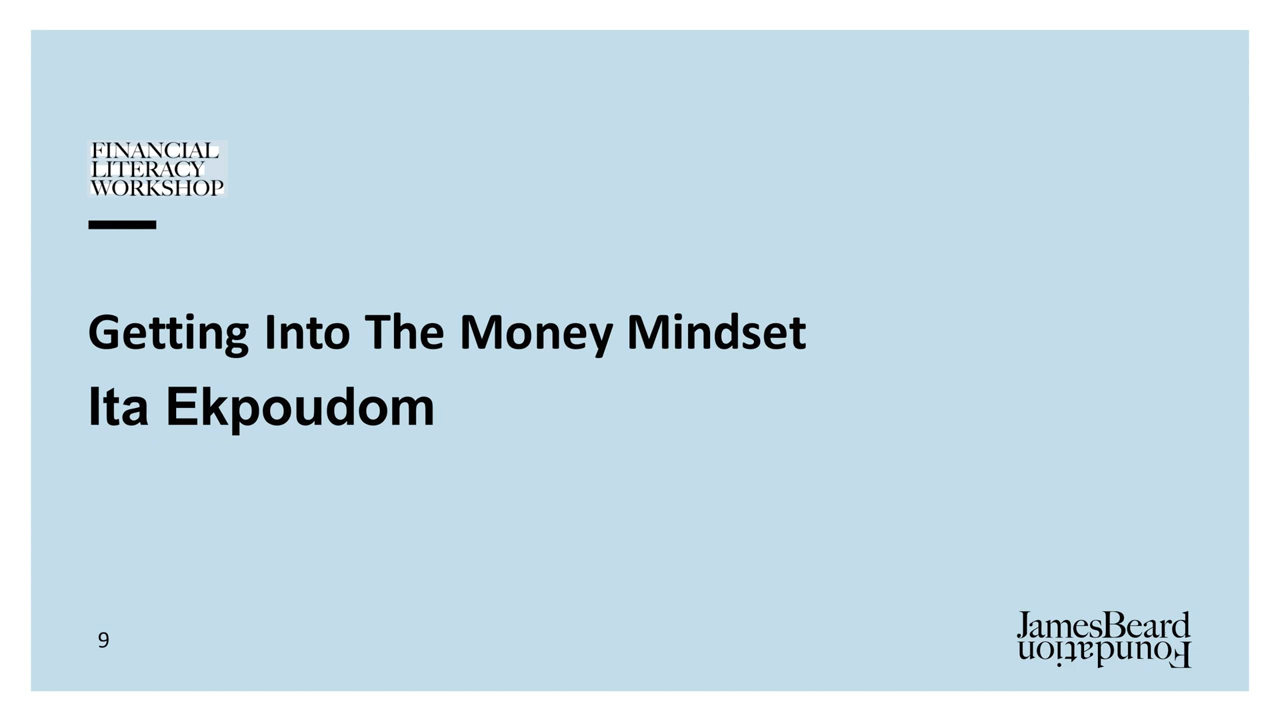 FINANCIAL
LITERACY
WORKSHOP
Getting Into The Money Mindset
Ita Ekpoudom
9
JamesBeard
Foundation